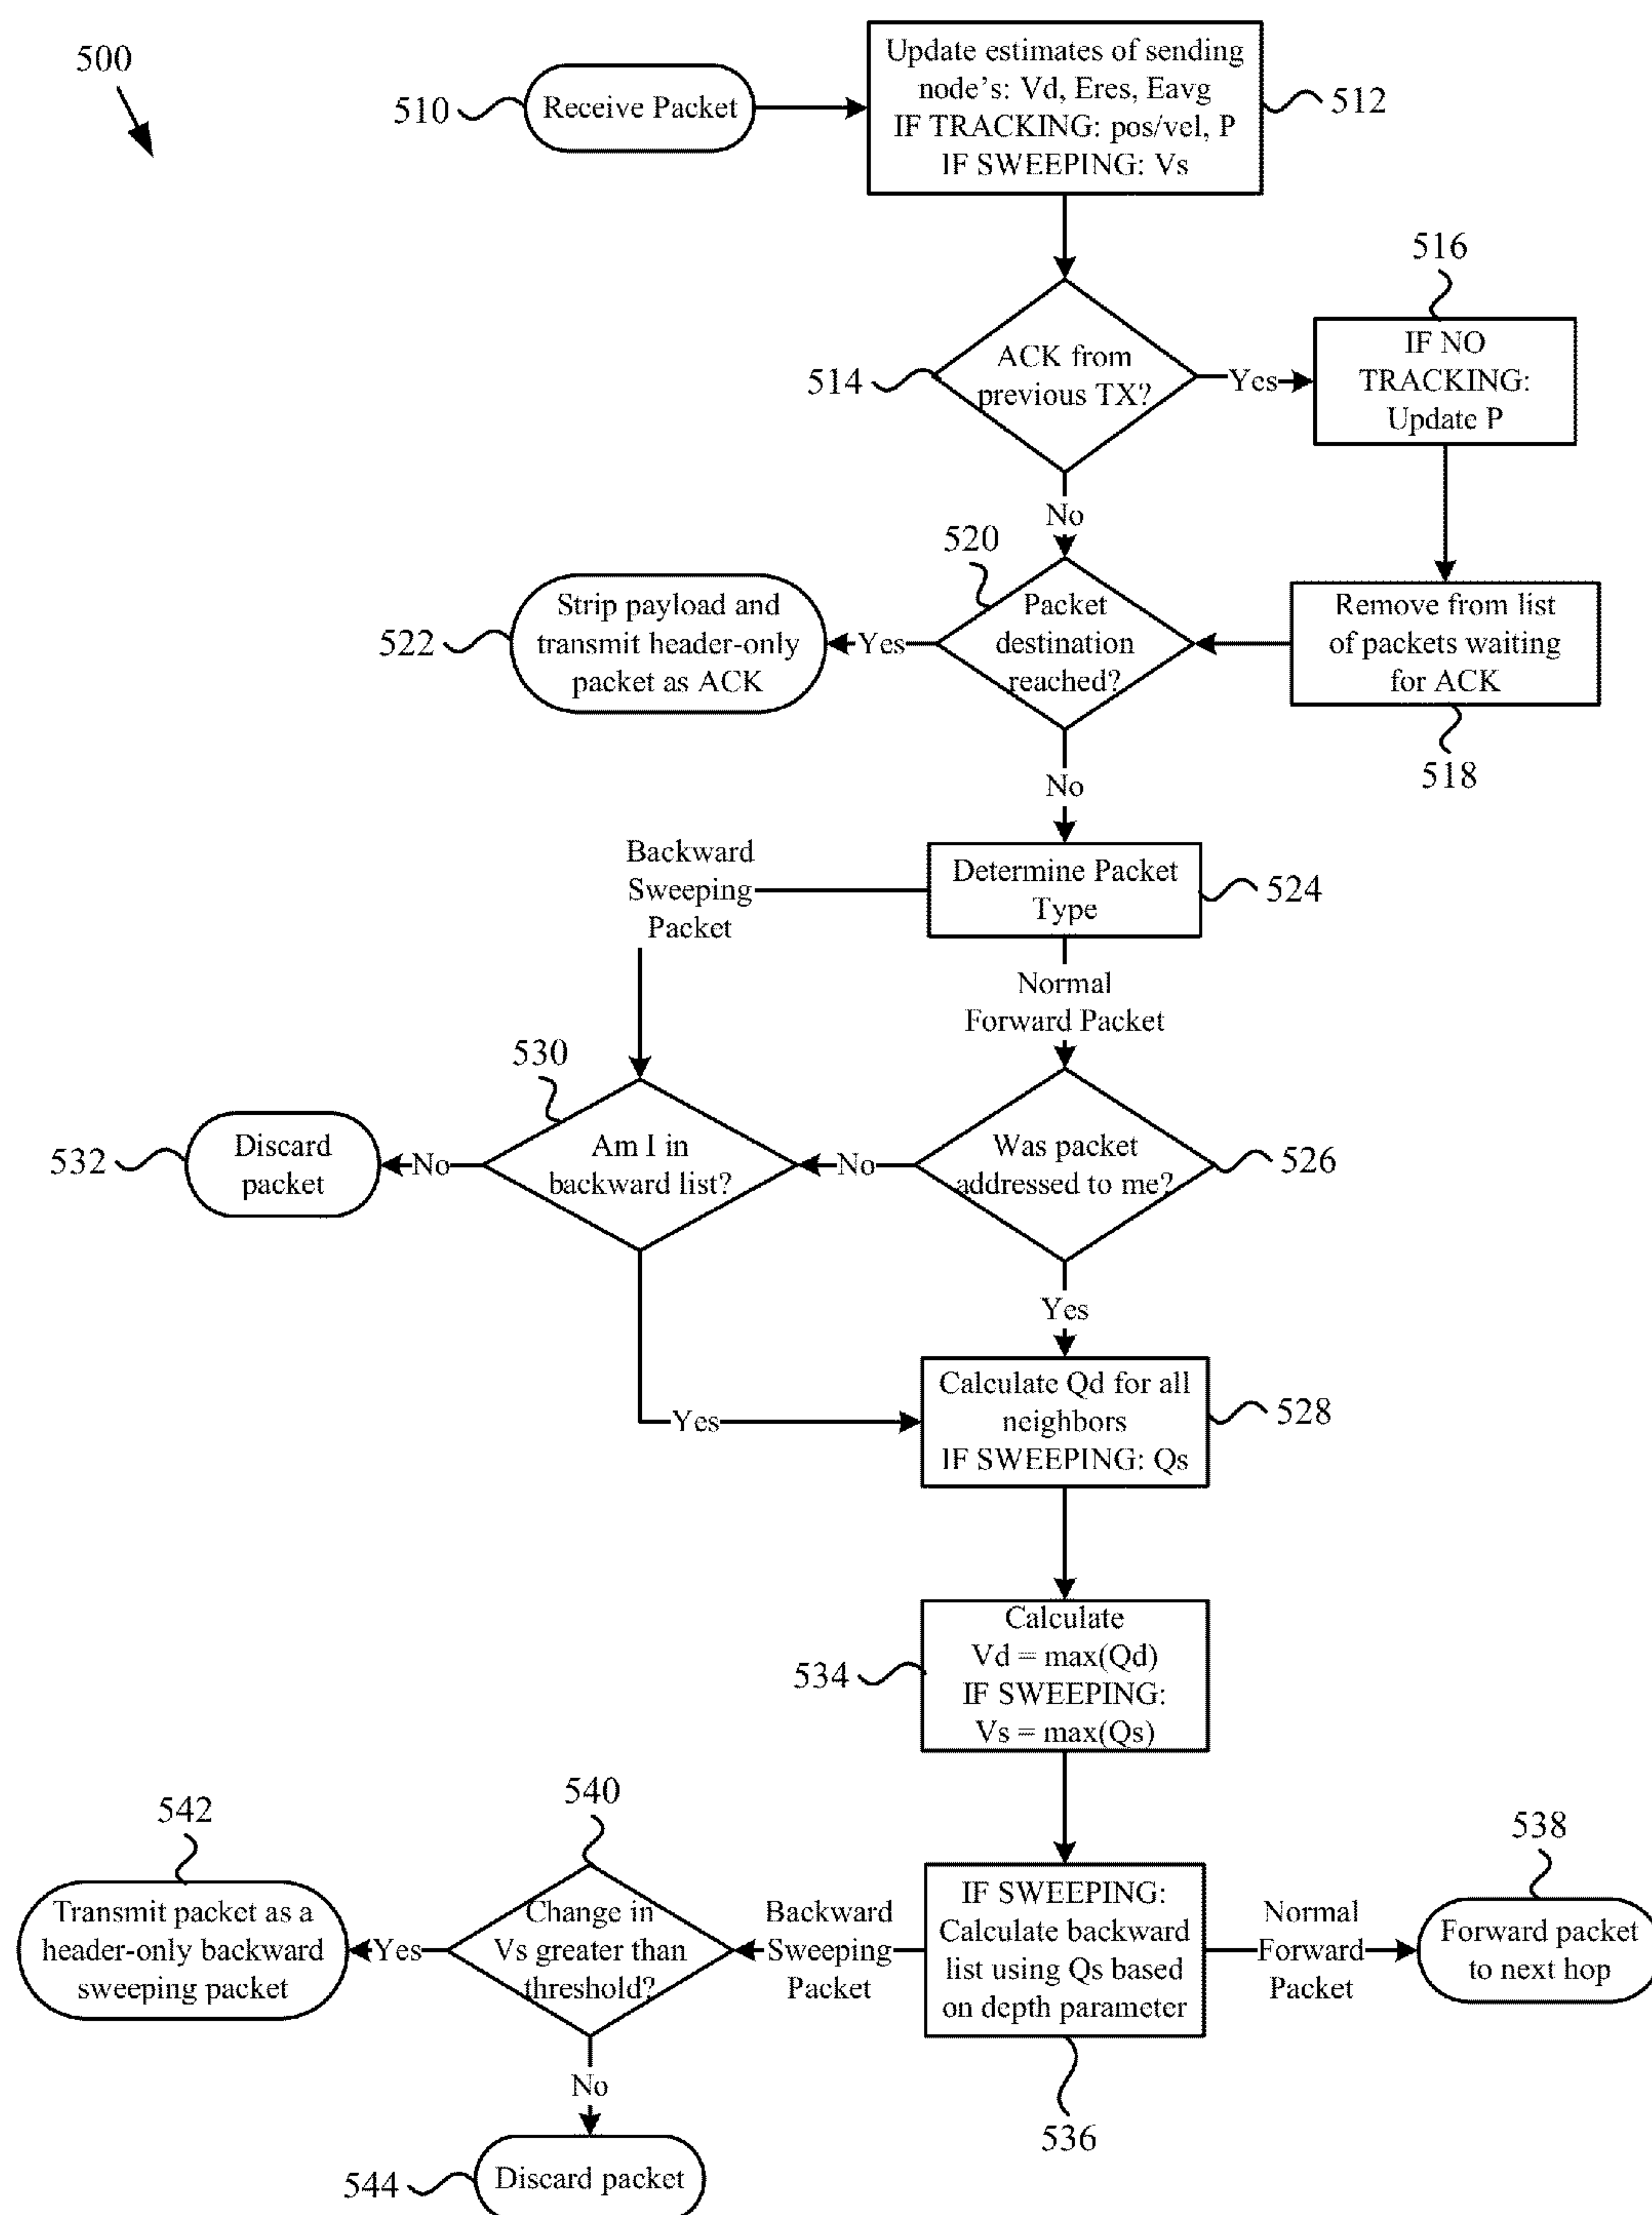 500
510
Receive Packet
Update estimates of sending
node's: Vd, Eres, Eavg
IF TRACKING: pos/vel, P
IF SWEEPING: Vs
512
514
ACK from
previous TX?
Yes
516
IF NO
TRACKING:
Update P
No
520
522
Strip payload and
transmit header-only
packet as ACK
Yes
Packet
destination
reached?
Remove from list
of packets waiting
for ACK
518
No
Backward
Sweeping
Packet
Determine Packet
Type
524
Normal
Forward Packet
530
532
Discard
packet
No
Am I in
backward list?
No
Was packet
addressed to me?
526
Yes
Yes
Calculate Qd for all
neighbors
IF SWEEPING: Qs
528
534
Calculate
Vd = max(Qd)
IF SWEEPING:
Vs = max(Qs)
542
540
538
Transmit packet as a
header-only backward
sweeping packet
Yes
Change in
Vs greater than
threshold?
Backward
Sweeping
Packet
IF SWEEPING:
Calculate backward
list using Qs based
on depth parameter
Normal
Forward
Packet
Forward packet
to next hop
No
536
544
Discard packet